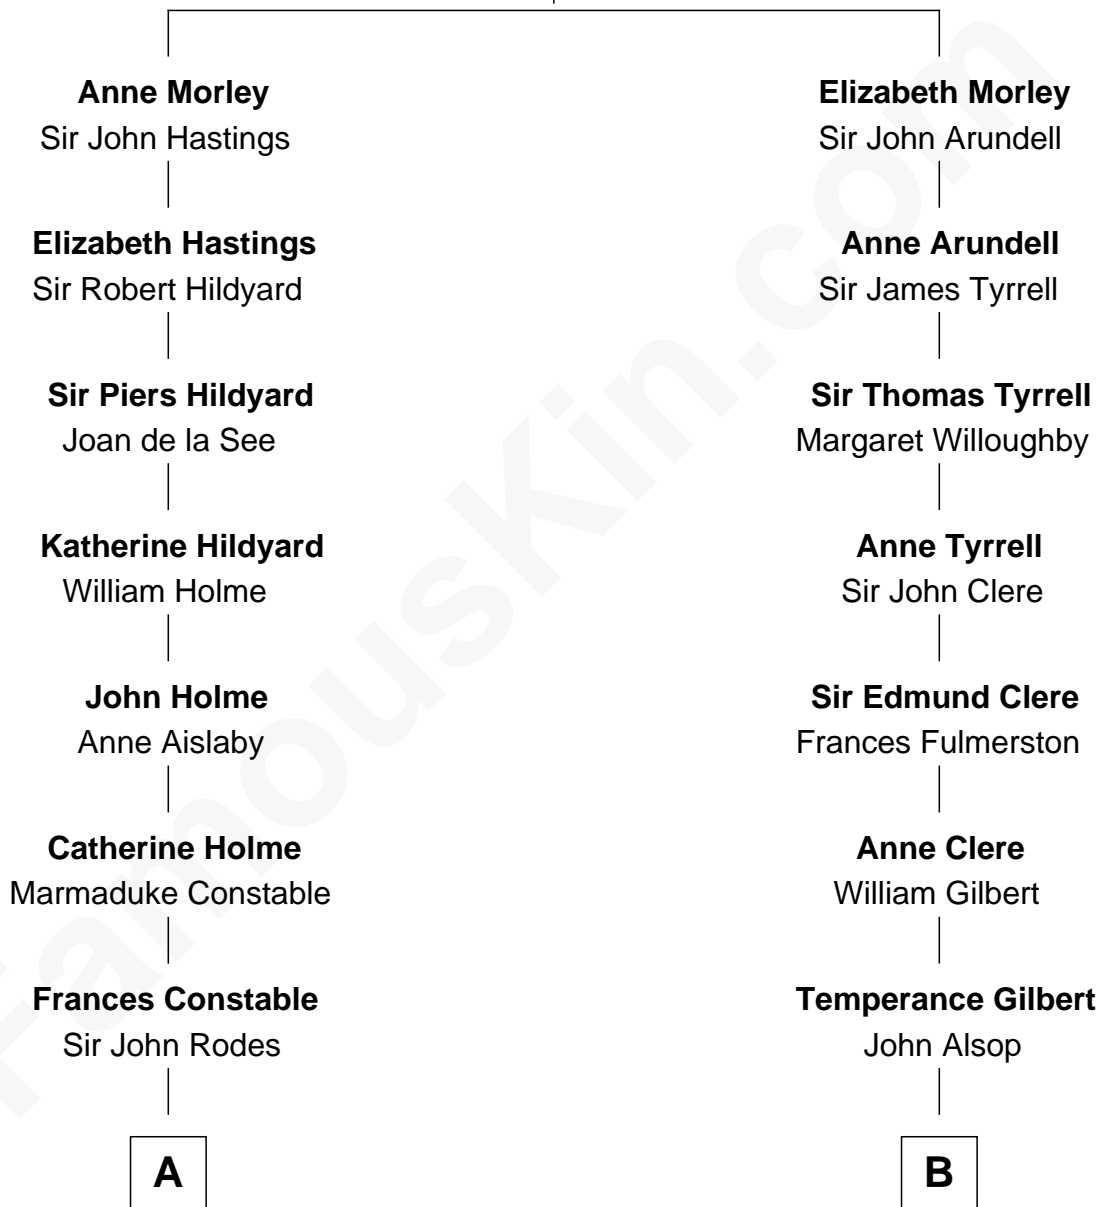 Anne Morley
Sir John Hastings
Elizabeth Hastings
Sir Robert Hildyard
Sir Piers Hildyard
Joan de la See
Katherine Hildyard
William Holme
John Holme
Anne Aislaby
Catherine Holme
Marmaduke Constable
Frances Constable
Sir John Rodes
A
Elizabeth Morley
Sir John Arundell
Anne Arundell
Sir James Tyrrell
Sir Thomas Tyrrell
Margaret Willoughby
Anne Tyrrell
Sir John Clere
Sir Edmund Clere
Frances Fulmerston
Anne Clere
William Gilbert
Temperance Gilbert
John Alsop
B
FamousKin.com